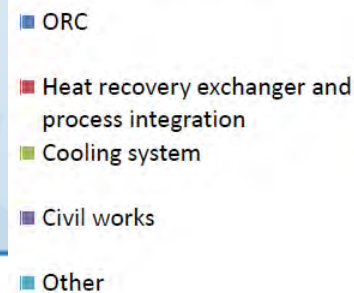 ORC
Heat recovery exchanger and
process integration
Cooling system
Civil works
Other